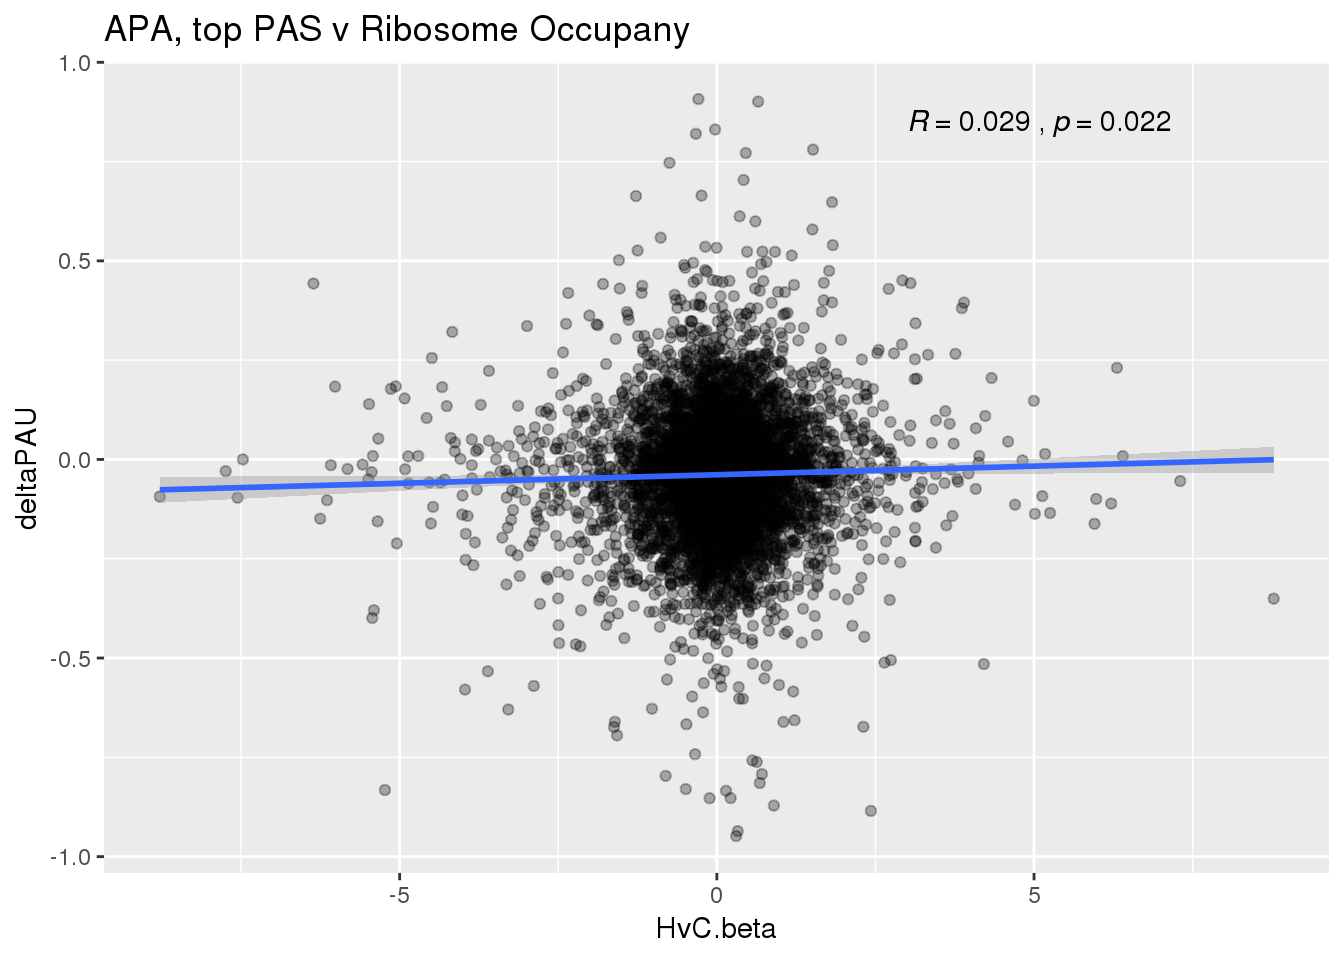 APA, top PAS v Ribosome Occupany
R = 0.029 , p = 0.022
1.0
0.5
0.0
-0.5
-1.0
deltaPAU
-5
0
5
HvC.beta